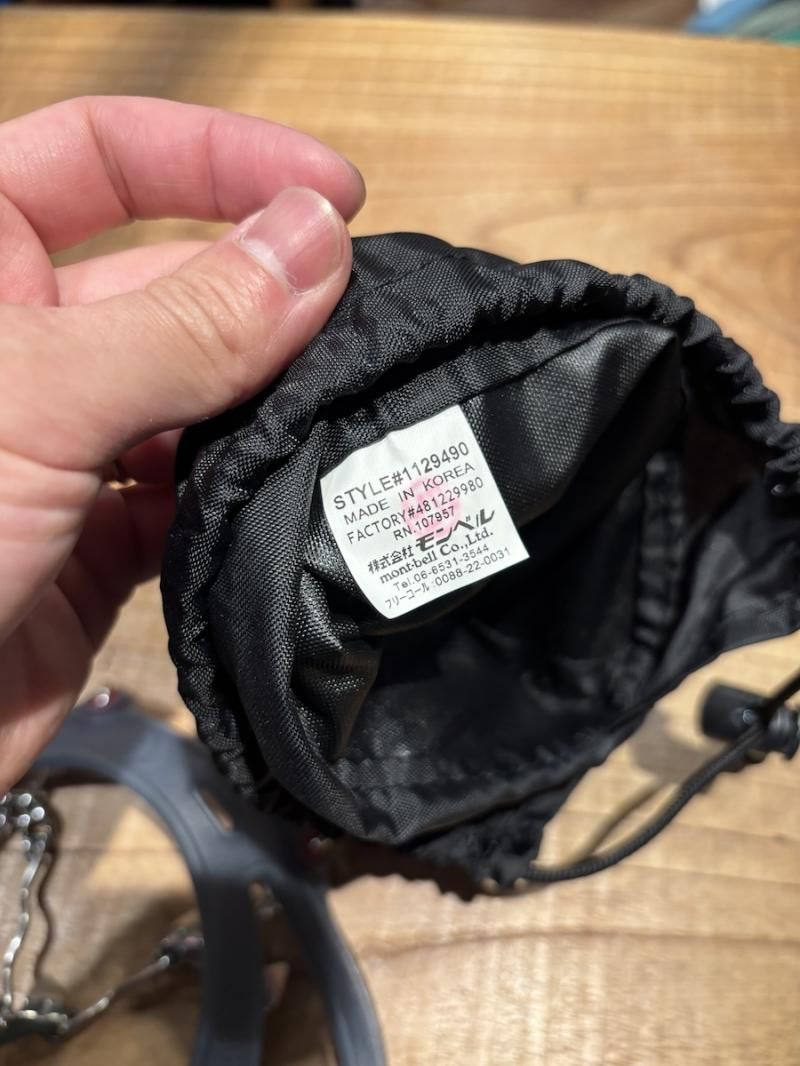 STYLE#1129490
MADE IN KOREA
FACTORY#481229980
RN.107957
株式会社 モンベル
mont-bell Co.,Ltd.
Tel.06-6531-3544
フリーコール:0088-22-0031